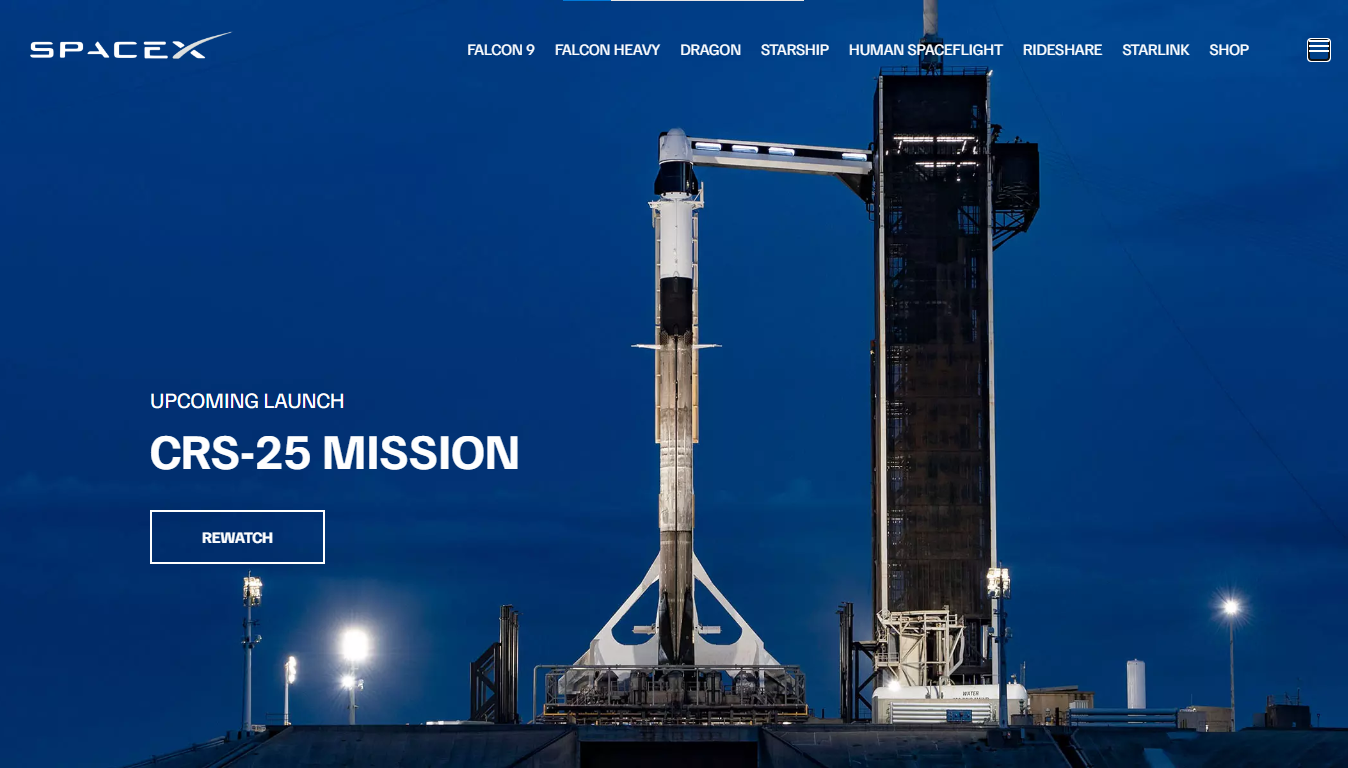 SPACEX
FALCON 9 FALCON HEAVY DRAGON STARSHIP HUMAN SPACEFLIGHT RIDESHARE STARLINK SHOP
UPCOMING LAUNCH
CRS-25 MISSION
REWATCH
WATER